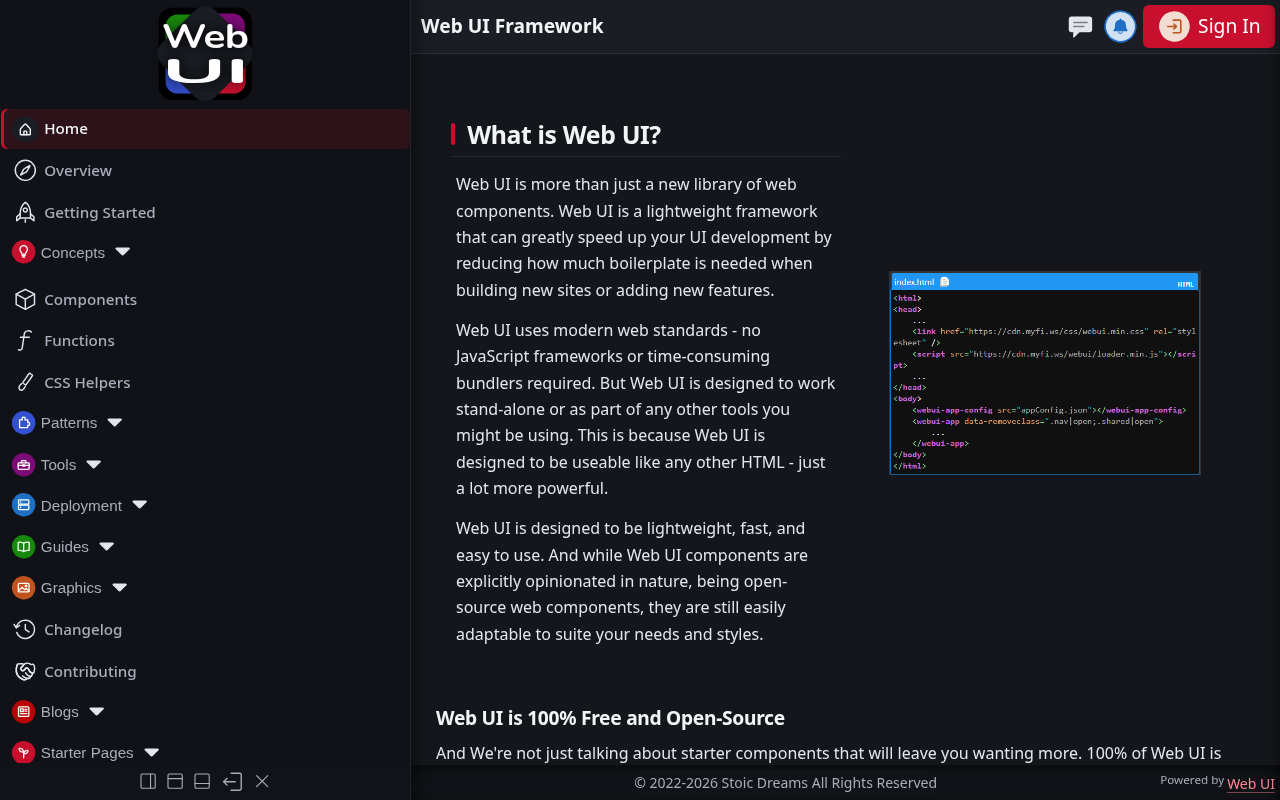 Web
UI
Home
Overview
Getting Started
Concepts
Components
Functions
CSS Helpers
Patterns
Tools
Deployment
Guides
Graphics
Changelog
Contributing
Blogs
Starter Pages
Web UI Framework
Sign In
What is Web UI?
Web UI is more than just a new library of web
components. Web UI is a lightweight framework
that can greatly speed up your UI development by
reducing how much boilerplate is needed when
building new sites or adding new features.
Web UI uses modern web standards - no
JavaScript frameworks or time-consuming
bundlers required. But Web UI is designed to work
stand-alone or as part of any other tools you
might be using. This is because Web UI is
designed to be useable like any other HTML - just
a lot more powerful.
Web UI is designed to be lightweight, fast, and
easy to use. And while Web UI components are
explicitly opinionated in nature, being open-
source web components, they are still easily
adaptable to suite your needs and styles.
index.html
HTML
<html>
<head>
...
<link href="https://cdn.myfi.ws/css/webui.min.css" rel="styl
esheet" />
<script src="https://cdn.myfi.ws/webui/loader.min.js"></scri
pt>
...
</head>
<body>
<webui-app-config src="appConfig.json"></webui-app-config>
<webui-app data-removeclass=".nav|open;.shared|open">
...
</webui-app>
</body>
</html>
Web UI is 100% Free and Open-Source
And We're not just talking about starter components that will leave you wanting more. 100% of Web UI is
© 2022-2026 Stoic Dreams All Rights Reserved
Powered by Web UI